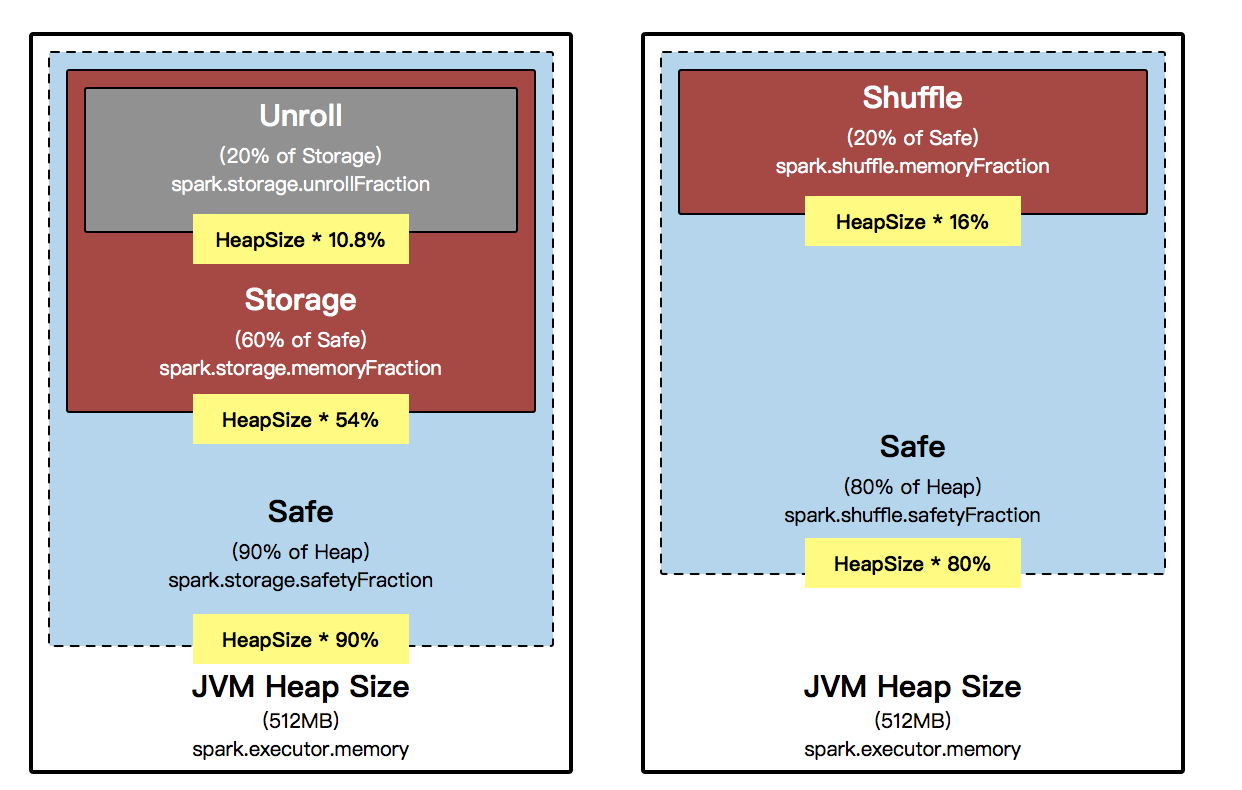 Unroll
(20% of Storage)
spark.storage.unrollFraction
HeapSize * 10.8%
Storage
(60% of Safe)
spark.storage.memoryFraction
HeapSize * 54%
Safe
(90% of Heap)
spark.storage.safetyFraction
HeapSize * 90%
JVM Heap Size
(512MB)
spark.executor.memory
Shuffle
(20% of Safe)
spark.shuffle.memoryFraction
HeapSize * 16%
Safe
(80% of Heap)
spark.shuffle.safetyFraction
HeapSize * 80%
JVM Heap Size
(512MB)
spark.executor.memory